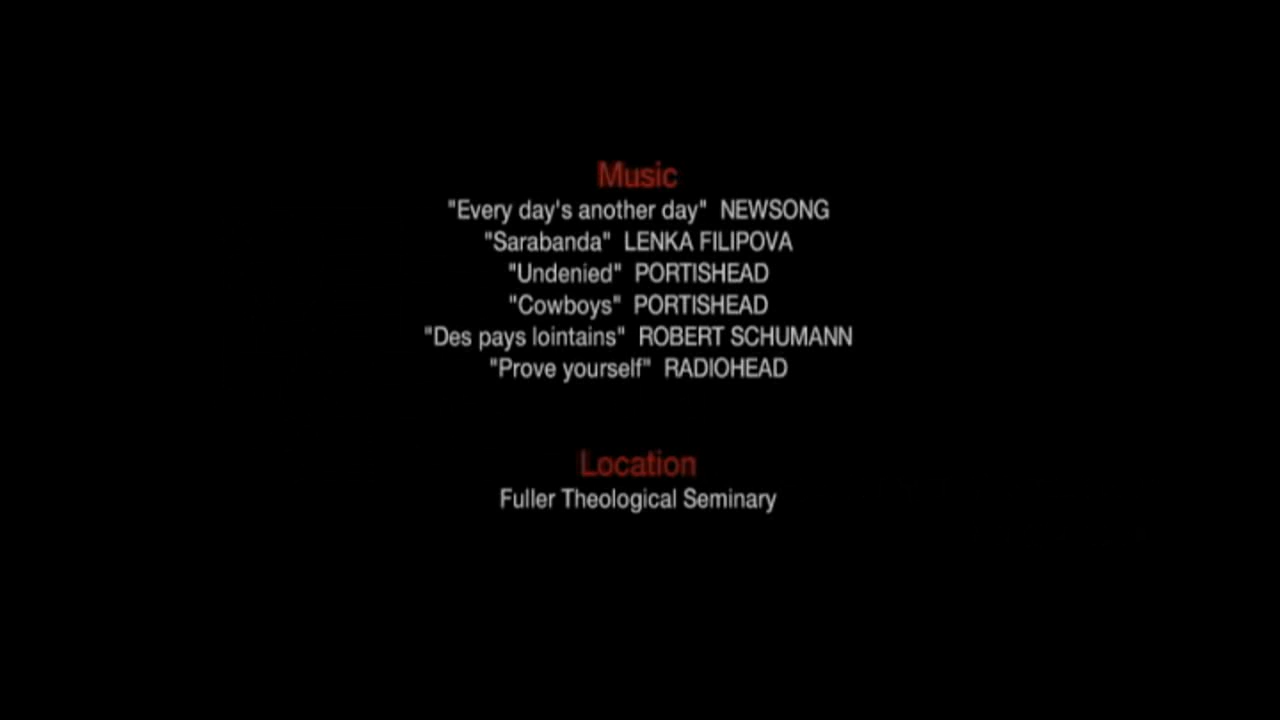 Music
"Every day's another day" NEWSONG
"Sarabanda" LENKA FILIPOVA
"Undenied" PORTISHEAD
"Cowboys" PORTISHEAD
"Des pays lointains" ROBERT SCHUMANN
"Prove yourself" RADIOHEAD
Location
Fuller Theological Seminary